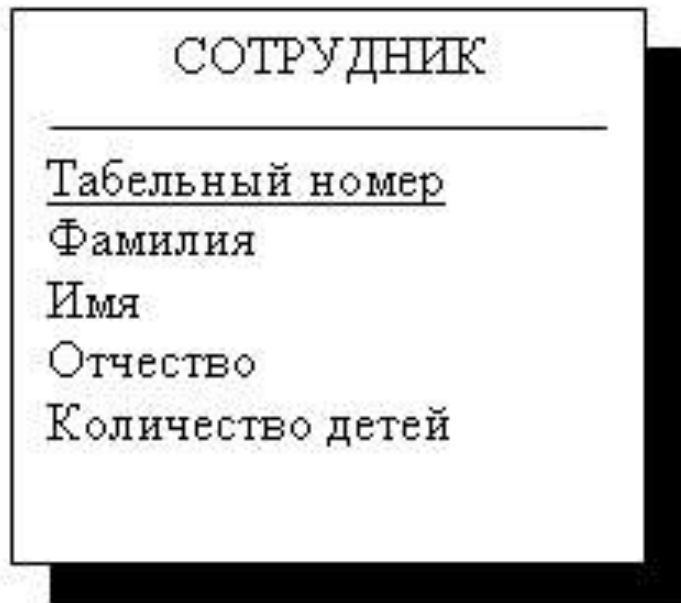 СОТРУДНИК
Табельный номер
Фамилия
Имя
Отчество
Количество детей